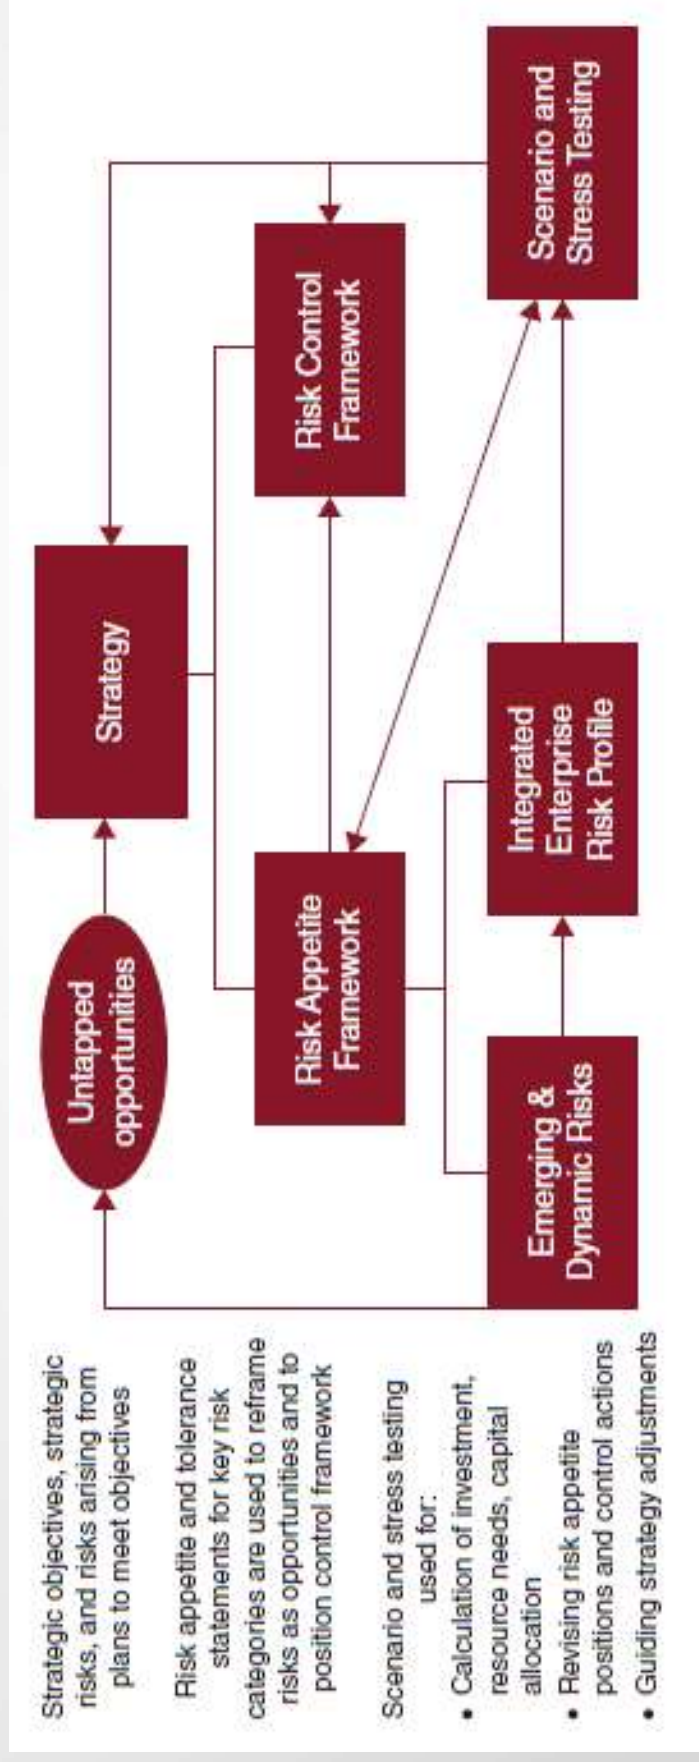 Strategic objectives, strategic
risks, and risks arising from
plans to meet objectives
Risk appetite and tolerance
statements for key risk
categories are used to reframe
risks as opportunities and to
position control framework
Scenario and stress testing
used for:
• Calculation of investment,
resource needs, capital
allocation
• Revising risk appetite
positions and control actions
• Guiding strategy adjustments
Untapped
opportunities
Strategy
Risk Appetite
Framework
Risk Control
Framework
Emerging &
Dynamic Risks
Integrated
Enterprise
Risk Profile
Scenario and
Stress Testing